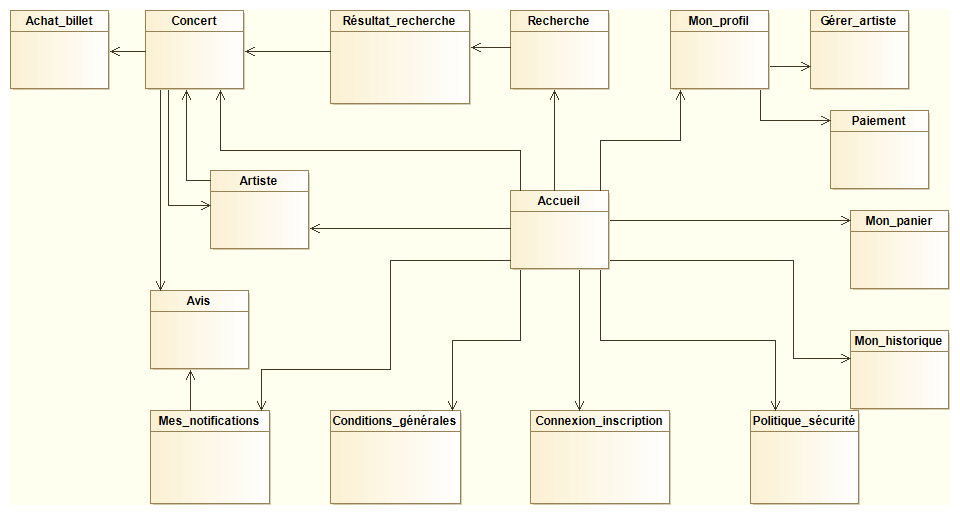 Achat_billet
Concert
Résultat_recherche
Recherche
Mon_profil
Gérer_artiste
Paiement
Artiste
Accueil
Mon_panier
Avis
Mon_historique
Mes_notifications
Conditions_générales
Connexion_inscription
Politique_sécurité